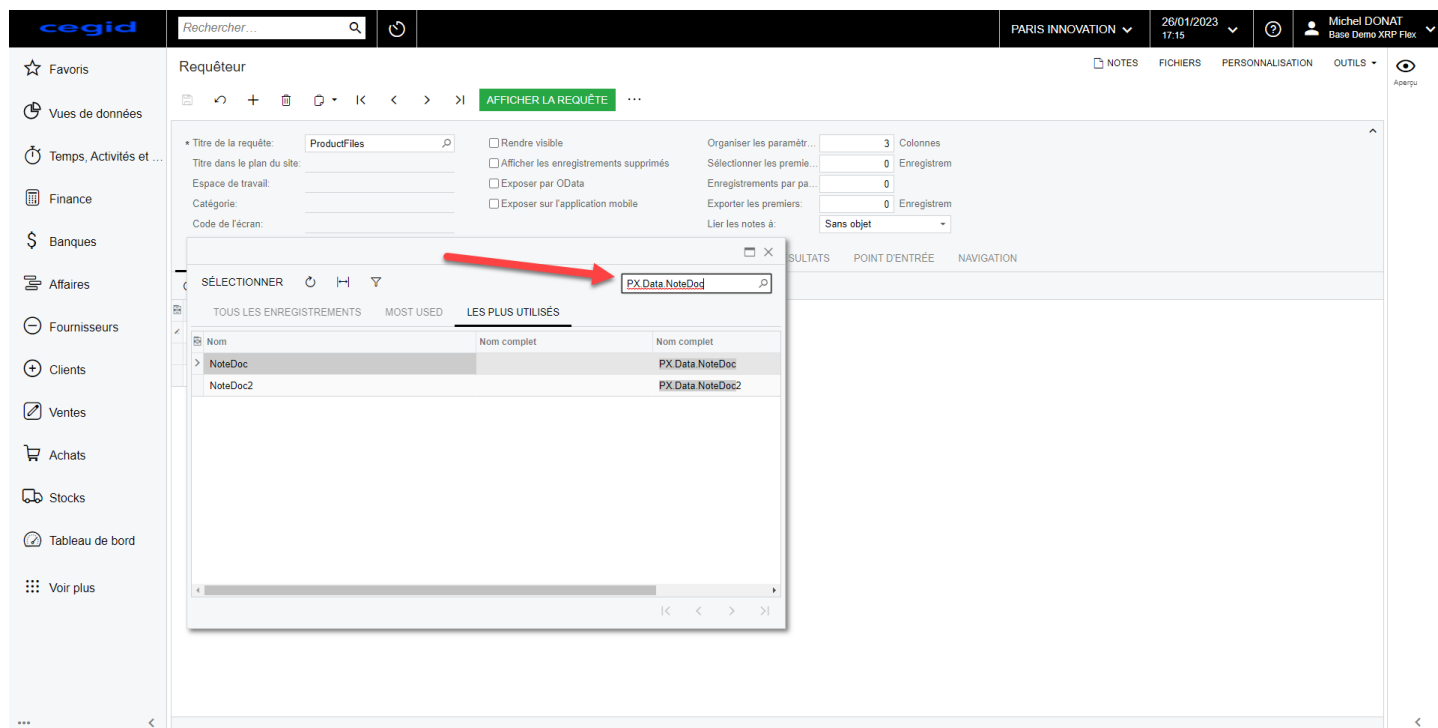 cegid
Rechercher...
PARIS INNOVATION
26/01/2023
17:15
Michel DONAT
Base Demo XRP Flex
Favoris
Vues de données
Temps, Activités et ...
Finance
Banques
Affaires
Fournisseurs
Clients
Ventes
Achats
Stocks
Tableau de bord
Voir plus
Requêteur
NOTES FICHIERS PERSONNALISATION OUTILS
Aperçu
AFFICHER LA REQUÊTE ...
* Titre de la requête: ProductFiles
Titre dans le plan du site:
Espace de travail:
Catégorie:
Code de l'écran:
Rendre visible
Afficher les enregistrements supprimés
Exposer par OData
Exposer sur l'application mobile
Organiser les paramètr... 3 Colonnes
Sélectionner les premie... 0 Enregistrem
Enregistrements par pa... 0
Exporter les premiers: 0 Enregistrem
Lier les notes à: Sans objet
SULTATS POINT D'ENTRÉE NAVIGATION
SÉLECTIONNER
PX.Data.NoteDoc
TOUS LES ENREGISTREMENTS MOST USED LES PLUS UTILISÉS
Nom Nom complet Nom complet
NoteDoc PX.Data.NoteDoc
NoteDoc2 PX.Data.NoteDoc2